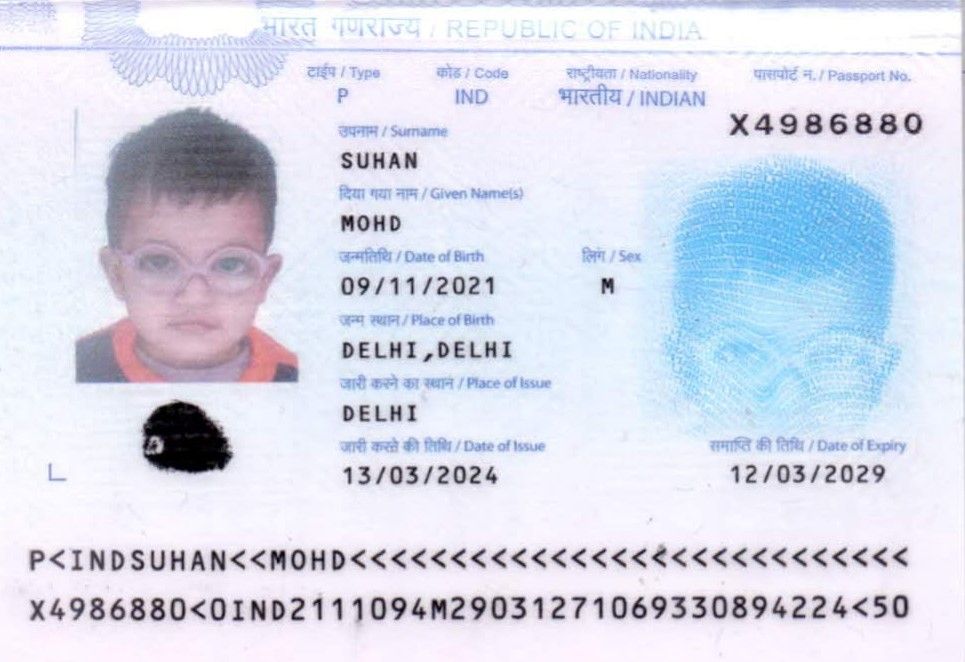 भारत गणराज्य / REPUBLIC OF INDIA
टाईप / Type कोड / Code राष्ट्रीयता / Nationality पासपोर्ट न. / Passport No.
P IND भारतीय / INDIAN X4986880
उपनाम / Surname
SUHAN
दिया गया नाम / Given Name(s)
MOHD
जन्मतिथि / Date of Birth लिंग / Sex
09/11/2021 M
जन्म स्थान / Place of Birth
DELHI,DELHI
जारी करने का स्थान / Place of Issue
DELHI
जारी करने की तिथि / Date of Issue समाप्ति की तिथि / Date of Expiry
13/03/2024 12/03/2029
P<INDSUHAN<<MOHD<<<<<<<<<<<<<<<<<<<<<<<<<<<<
X4986880<0IND2111094M29031271069330894224<50